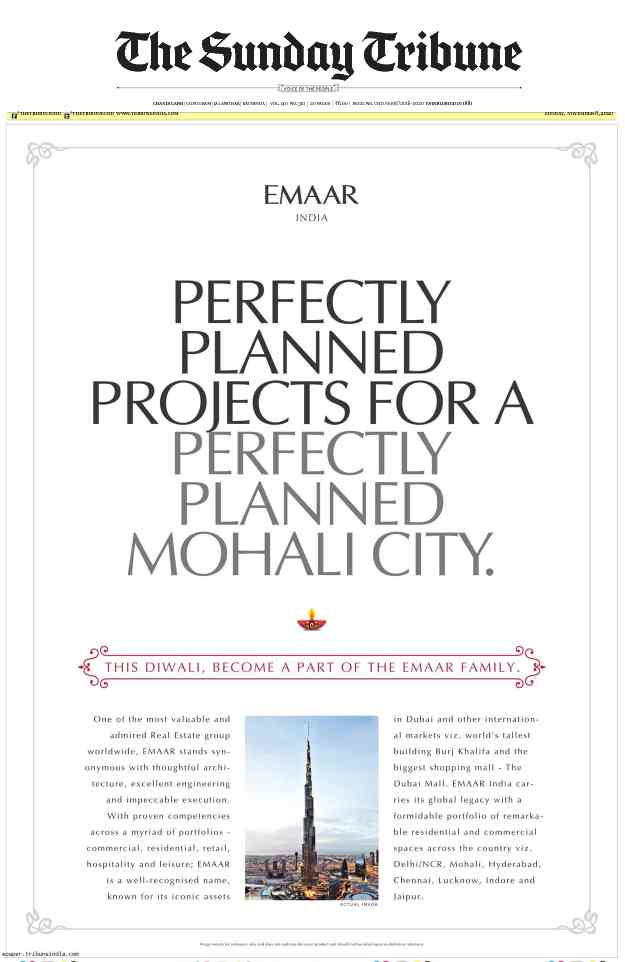 The Sunday Tribune
VOICE OF THE PEOPLE
SUNDAY, NOVEMBER 8, 2020
EMAAR
INDIA
PERFECTLY
PLANNED
PROJECTS FOR A
PERFECTLY
PLANNED
MOHALI CITY.
THIS DIWALI, BECOME A PART OF THE EMAAR FAMILY.
One of the most valuable and
admired Real Estate group
worldwide, EMAAR stands syn-
onymous with thoughtful archi-
tecture, excellent engineering
and impeccable execution.
With proven competencies
across a myriad of portfolios -
commercial, residential, retail,
hospitality and leisure; EMAAR
is a well-recognised name,
known for its iconic assets
ACTUAL IMAGE
in Dubai and other internation-
al markets viz. world's tallest
building Burj Khalifa and the
biggest shopping mall - The
Dubai Mall. EMAAR India car-
ries its global legacy with a
formidable portfolio of remarka-
ble residential and commercial
spaces across the country viz.
Delhi/NCR, Mohali, Hyderabad,
Chennai, Lucknow, Indore and
Jaipur.
epaper.tribuneindia.com